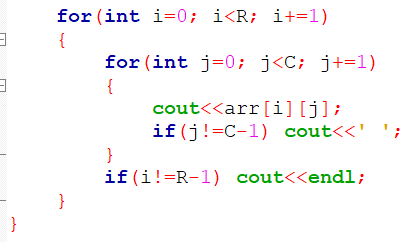 for(int i=0; i<R; i+=1)
{
for(int j=0; j<C; j+=1)
{
cout<<arr[i][j];
if(j!=C-1) cout<<' ';
}
if(i!=R-1) cout<<endl;
}
}